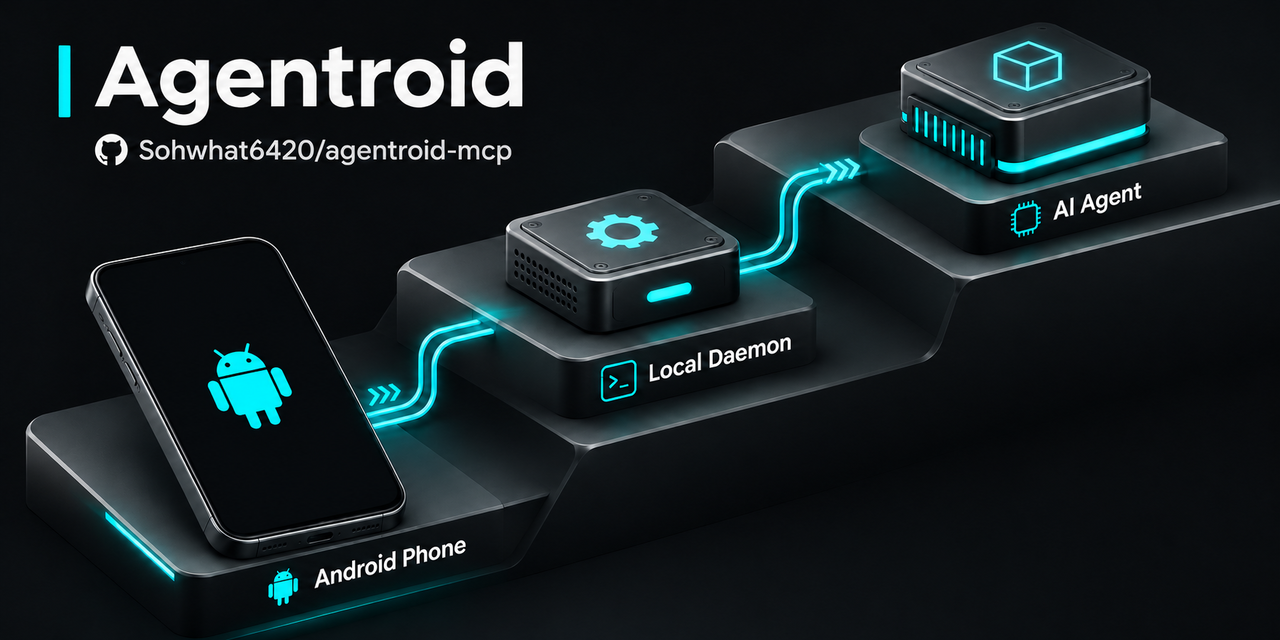 Agentroid
Sohwhat6420/agentroid-mcp
AI Agent
Local Daemon
Android Phone